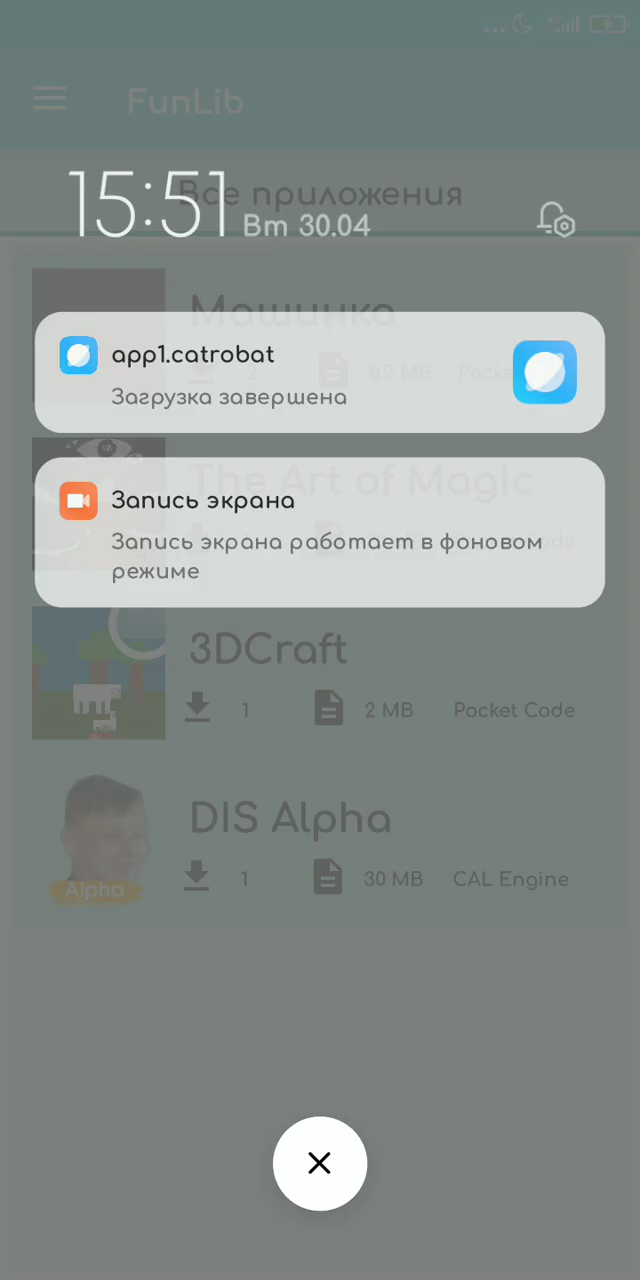 4G
FunLib
Все приложения
15:51 Вт 30.04
Машинка
app1.catrobat
Загрузка завершена
The Art of Magic
Запись экрана
Запись экрана работает в фоновом
режиме
3DCraft
1 2 MB Pocket Code
DIS Alpha
Alpha
1 30 MB CAL Engine